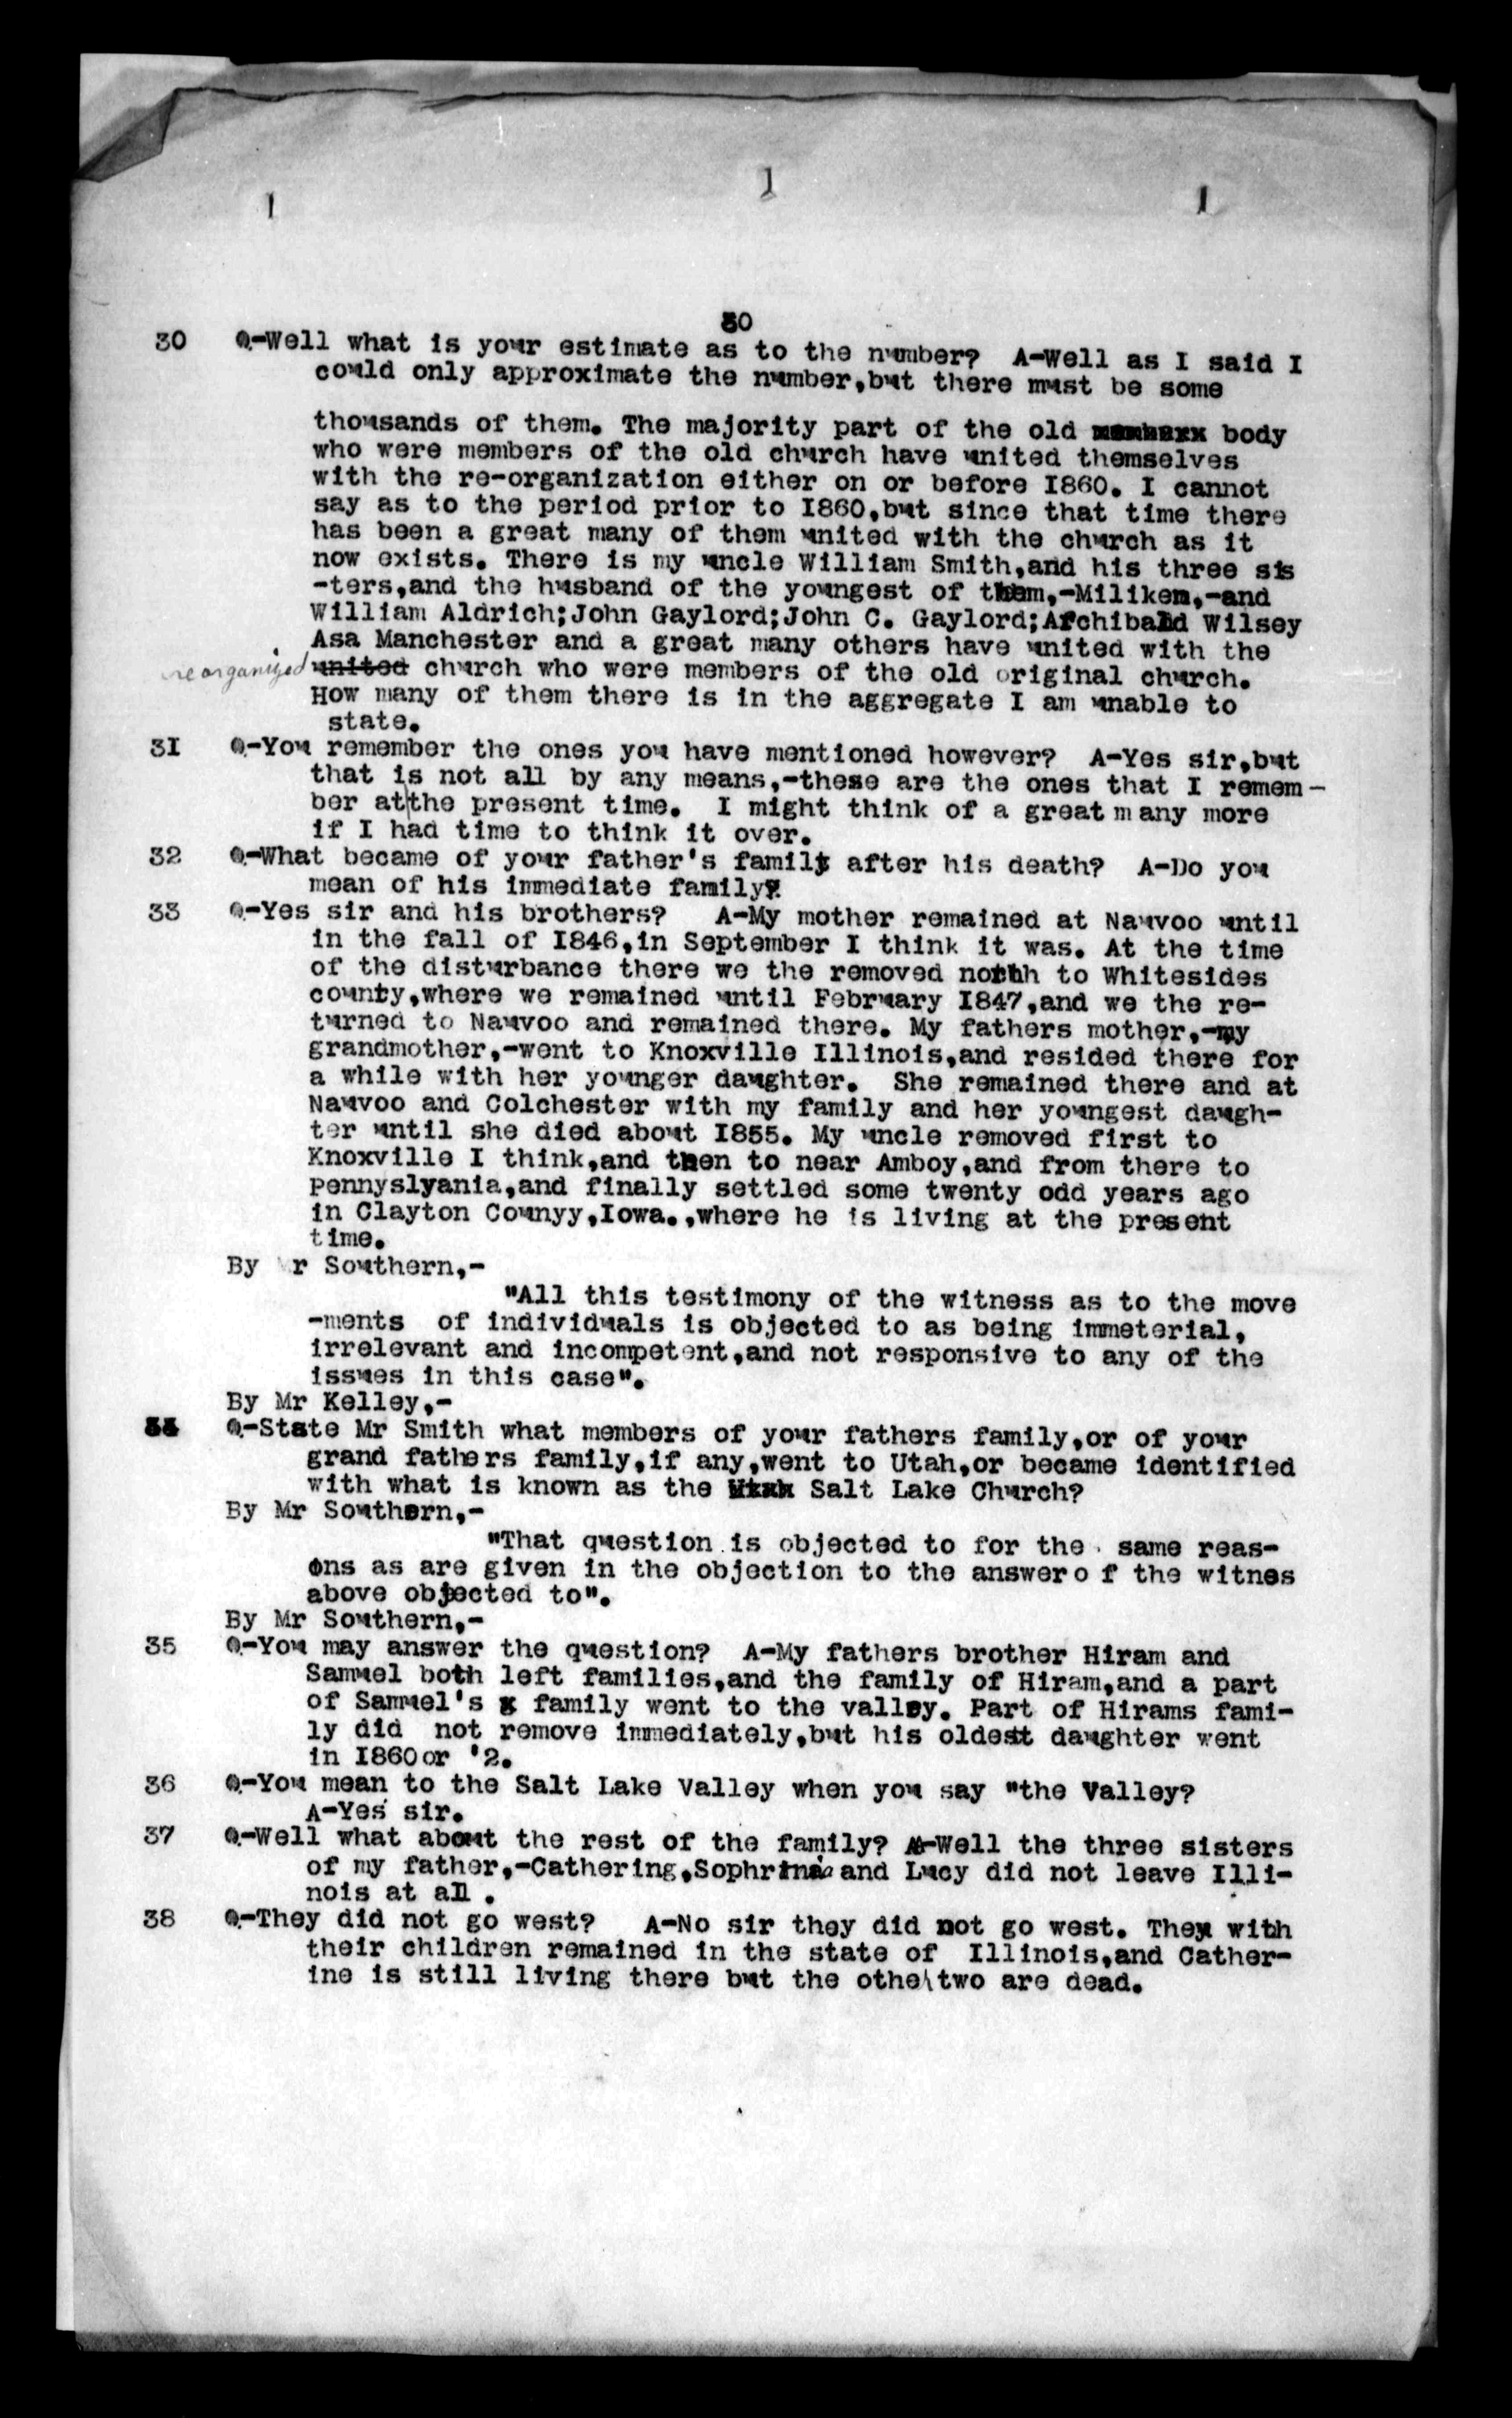 30
30 Q-Well what is your estimate as to the number? A-Well as I said I
could only approximate the number,but there must be some
thousands of them. The majority part of the old body
who were members of the old church have united themselves
with the re-organization either on or before I860. I cannot
say as to the period prior to I860,but since that time there
has been a great many of them united with the church as it
now exists. There is my uncle William Smith,and his three sis
-ters,and the husband of the youngest of them,-Miliken,-and
William Aldrich;John Gaylord;John C. Gaylord;Archibald Wilsey
Asa Manchester and a great many others have united with the
reorganized united church who were members of the old original church.
How many of them there is in the aggregate I am unable to
state.
3I Q-You remember the ones you have mentioned however? A-Yes sir,but
that is not all by any means,-these are the ones that I remem-
ber at|the present time. I might think of a great many more
if I had time to think it over.
32 Q-What became of your father's family after his death? A-Do you
mean of his immediate family?
33 Q-Yes sir and his brothers? A-My mother remained at Nauvoo until
in the fall of I846,in September I think it was. At the time
of the disturbance there we the removed north to Whitesides
county,where we remained until February I847,and we the re-
turned to Nauvoo and remained there. My fathers mother,-my
grandmother,-went to Knoxville Illinois,and resided there for
a while with her younger daughter. She remained there and at
Nauvoo and Colchester with my family and her youngest daugh-
ter until she died about I855. My uncle removed first to
Knoxville I think,and then to near Amboy,and from there to
Pennyslyania,and finally settled some twenty odd years ago
in Clayton Counyy,Iowa.,where he is living at the present
time.
By Mr Southern,-
"All this testimony of the witness as to the move
-ments of individuals is objected to as being immeterial,
irrelevant and incompetent,and not responsive to any of the
issues in this case".
By Mr Kelley,-
34 Q-State Mr Smith what members of your fathers family,or of your
grand fathers family,if any,went to Utah,or became identified
with what is known as the Utah Salt Lake Church?
By Mr Southern,-
"That question is objected to for the same reas-
ons as are given in the objection to the answer o f the witnes
above objected to".
By Mr Southern,-
35 Q-You may answer the question? A-My fathers brother Hiram and
Samuel both left families,and the family of Hiram,and a part
of Samuel's x family went to the valley. Part of Hirams fami-
ly did not remove immediately,but his oldest daughter went
in I860 or '2.
36 Q-You mean to the Salt Lake Valley when you say "the Valley?
A-Yes sir.
37 Q-Well what about the rest of the family? A-Well the three sisters
of my father,-Cathering,Sophrina and Lucy did not leave Illi-
nois at all .
38 Q-They did not go west? A-No sir they did not go west. They with
their children remained in the state of Illinois,and Cather-
ine is still living there but the othe\two are dead.